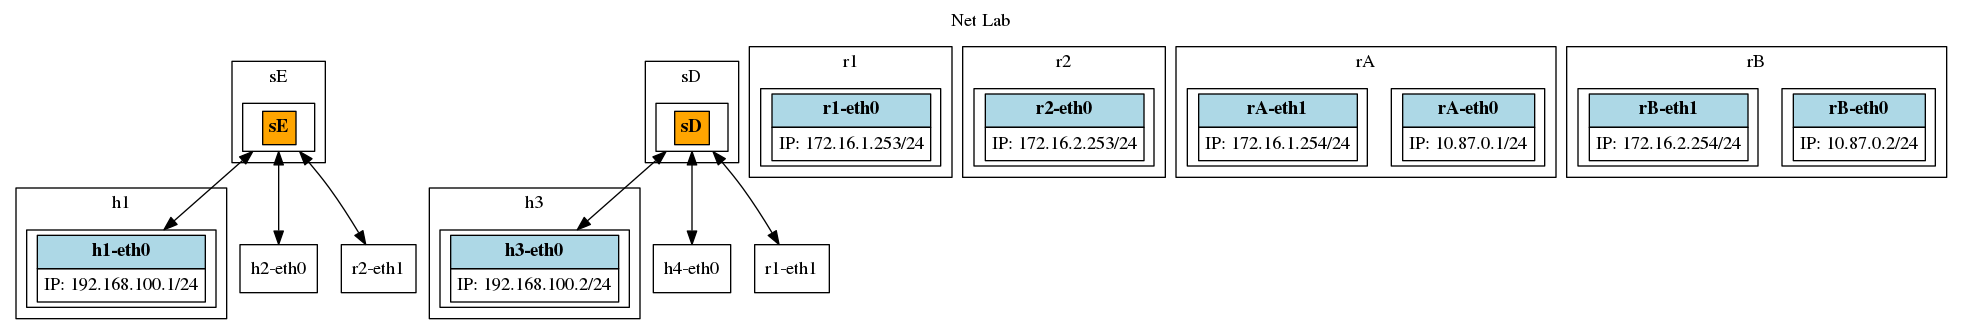 Net Lab
sE
sE
h1
h1-eth0
IP: 192.168.100.1/24
h2-eth0
r2-eth1
sD
sD
h3
h3-eth0
IP: 192.168.100.2/24
h4-eth0
r1-eth1
r1
r1-eth0
IP: 172.16.1.253/24
r2
r2-eth0
IP: 172.16.2.253/24
rA
rA-eth1
IP: 172.16.1.254/24
rA-eth0
IP: 10.87.0.1/24
rB
rB-eth1
IP: 172.16.2.254/24
rB-eth0
IP: 10.87.0.2/24